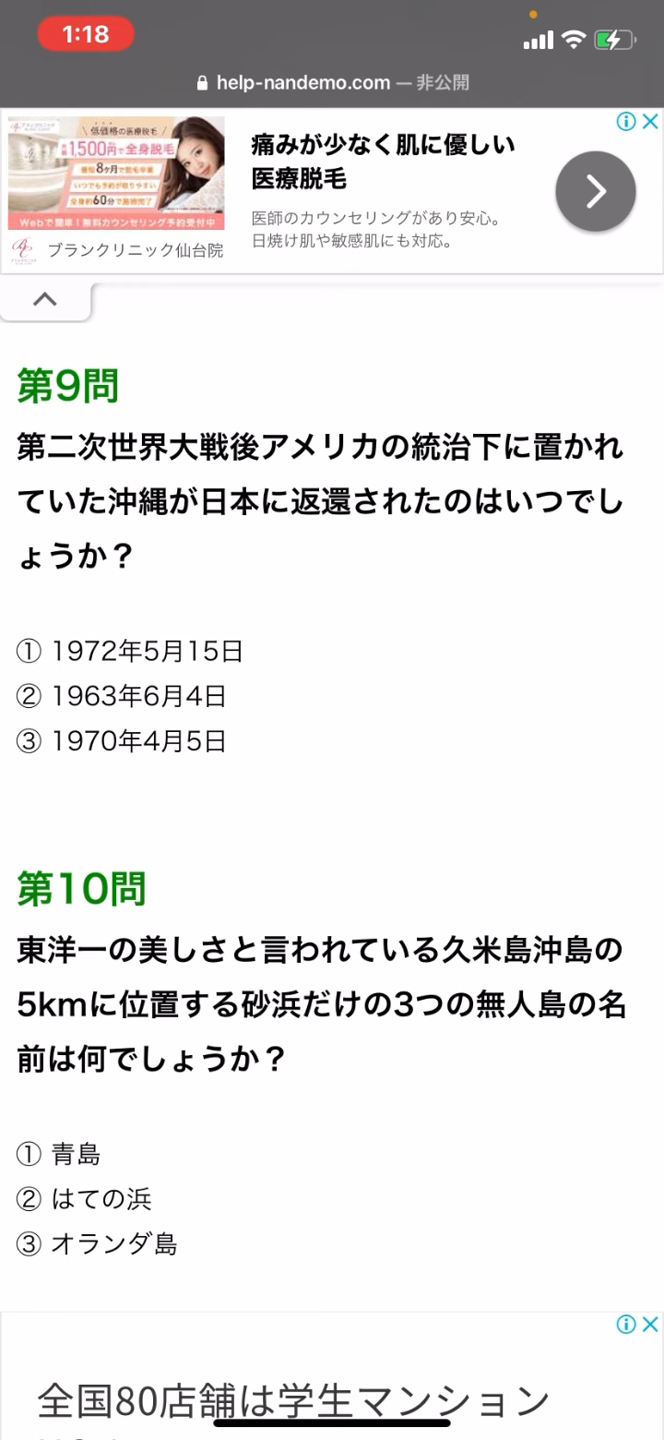 1:18
help-nandemo.com — 非公開
低価格の医療脱毛
1,500円で全身脱毛
最短8ヶ月で脱毛卒業
いつでも予約が取りやすい
全身約60分で施術完了
Webで簡単!無料カウンセリング予約受付中
ブランクリニック仙台院
痛みが少なく肌に優しい
医療脱毛
医師のカウンセリングがあり安心。
日焼け肌や敏感肌にも対応。
第9問
第二次世界大戦後アメリカの統治下に置かれ
ていた沖縄が日本に返還されたのはいつでし
ょうか？
① 1972年5月15日
② 1963年6月4日
③ 1970年4月5日
第10問
東洋一の美しさと言われている久米島沖島の
5kmに位置する砂浜だけの3つの無人島の名
前は何でしょうか？
① 青島
② はての浜
③ オランダ島
全国80店舗は学生マンション